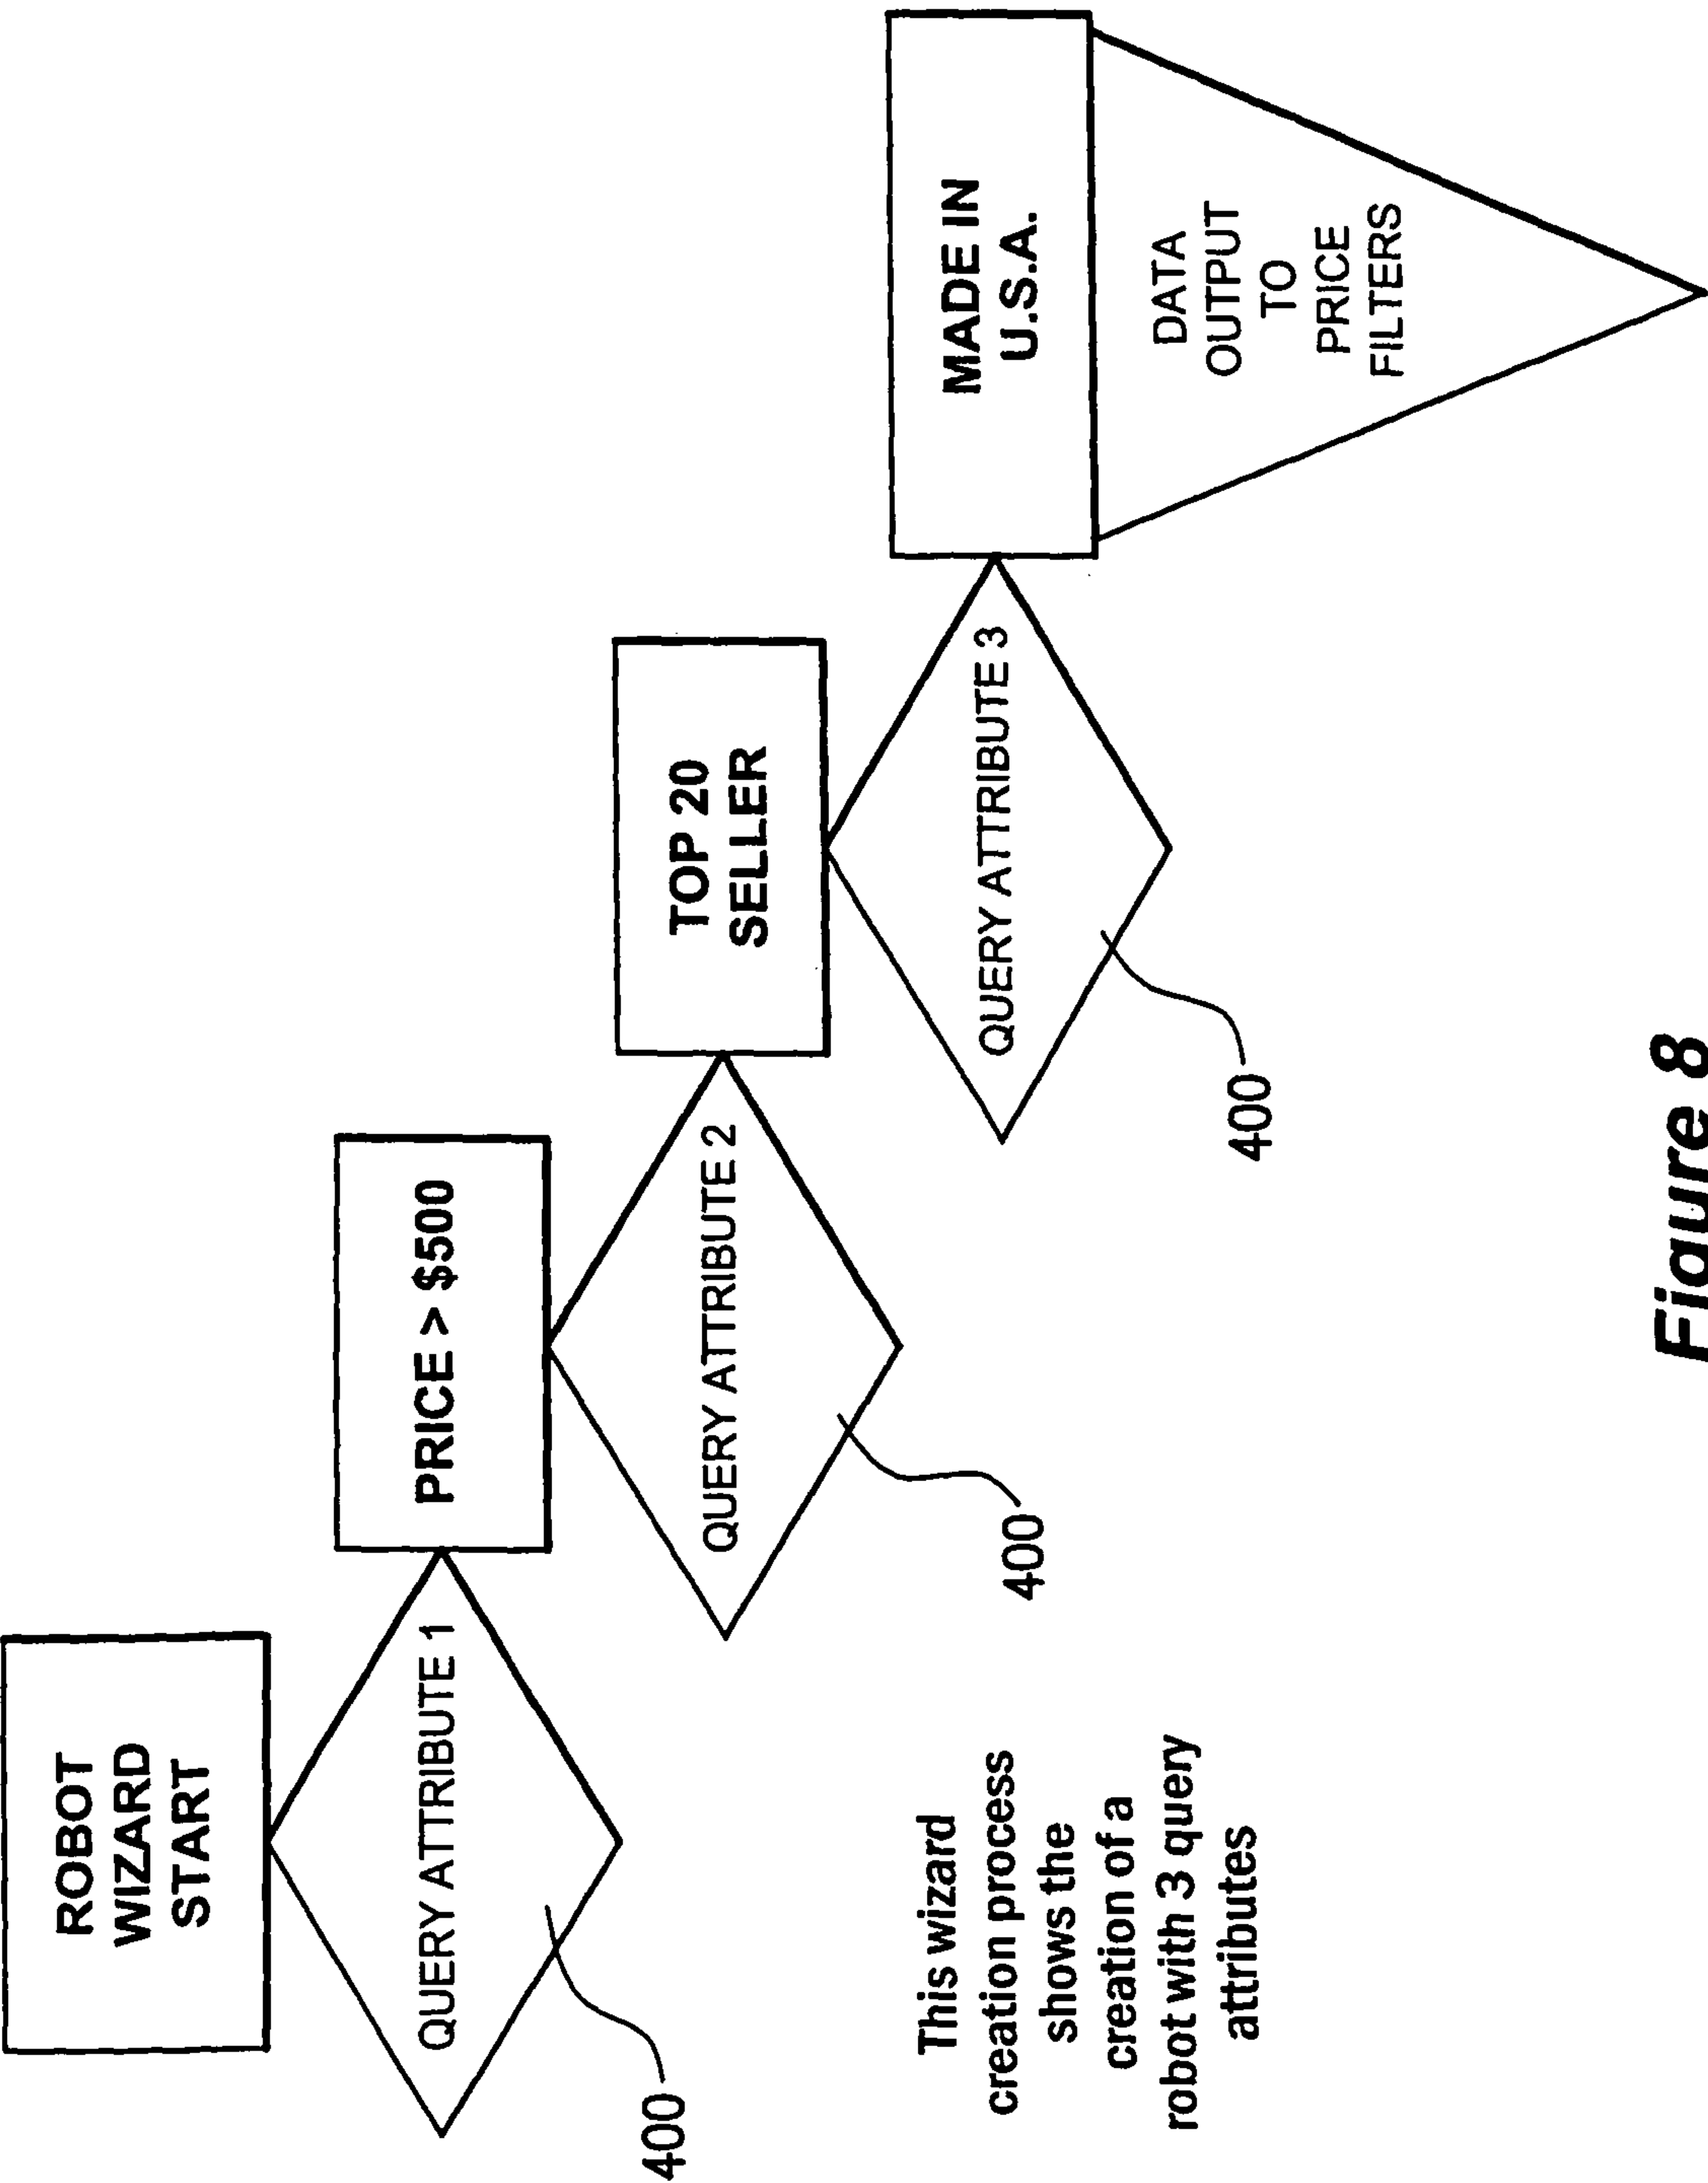 ROBOT
WIZARD
START
QUERY ATTRIBUTE 1
400
PRICE > $500
QUERY ATTRIBUTE 2
400
TOP 20
SELLER
QUERY ATTRIBUTE 3
400
MADE IN
U.S.A.
DATA
OUTPUT
TO
PRICE
FILTERS
This wizard
creation process
shows the
creation of a
robot with 3 query
attributes
Figure 8